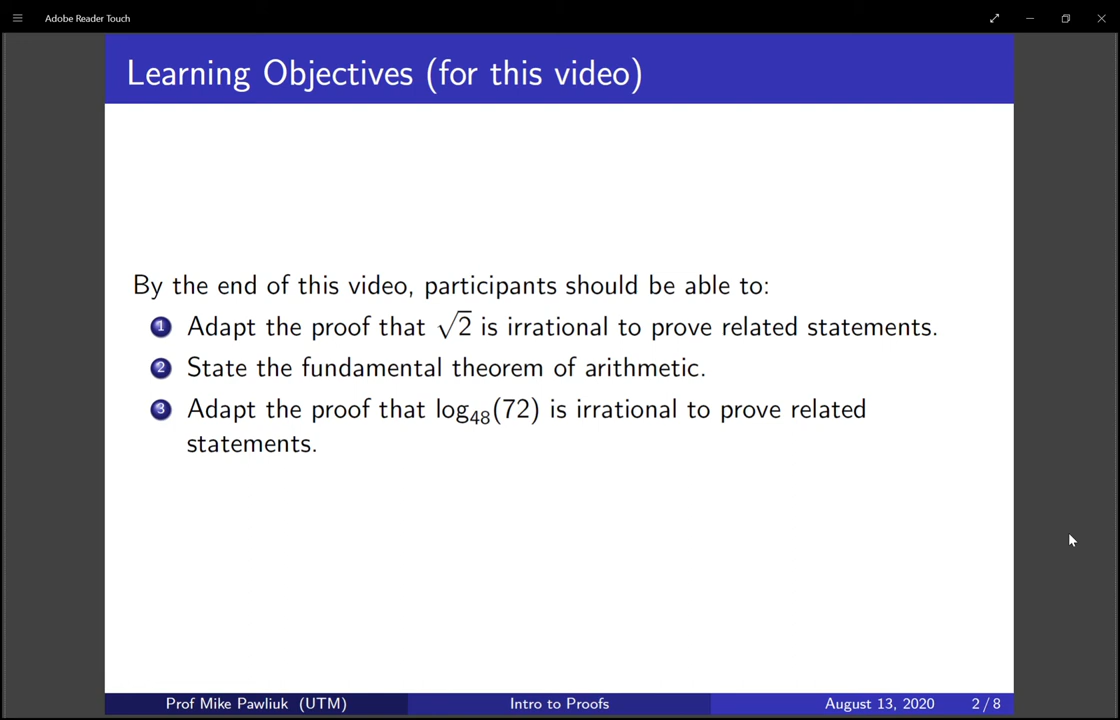 Adobe Reader Touch
Learning Objectives (for this video)
By the end of this video, participants should be able to:
1 Adapt the proof that √2 is irrational to prove related statements.
2 State the fundamental theorem of arithmetic.
3 Adapt the proof that log₄₈(72) is irrational to prove related
statements.
Prof Mike Pawliuk (UTM) Intro to Proofs August 13, 2020 2 / 8